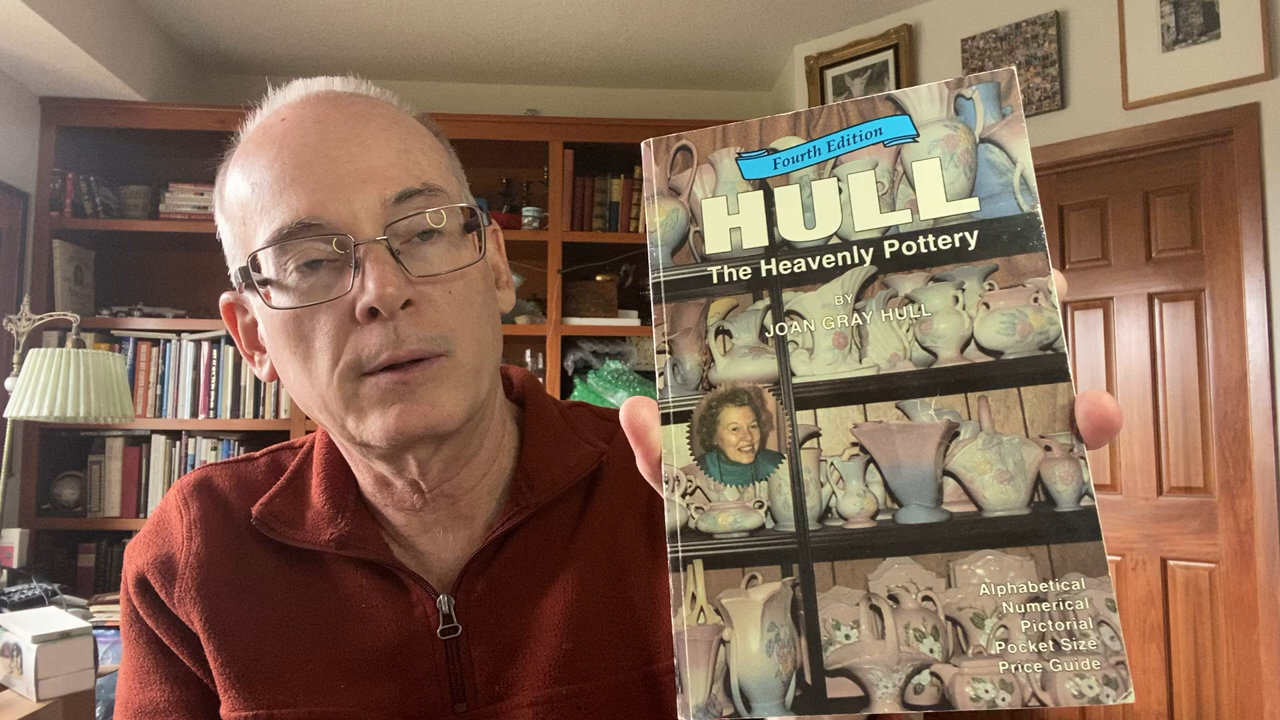 Fourth Edition
HULL
The Heavenly Pottery
BY
JOAN GRAY HULL
Alphabetical
Numerical
Pictorial
Pocket Size
Price Guide